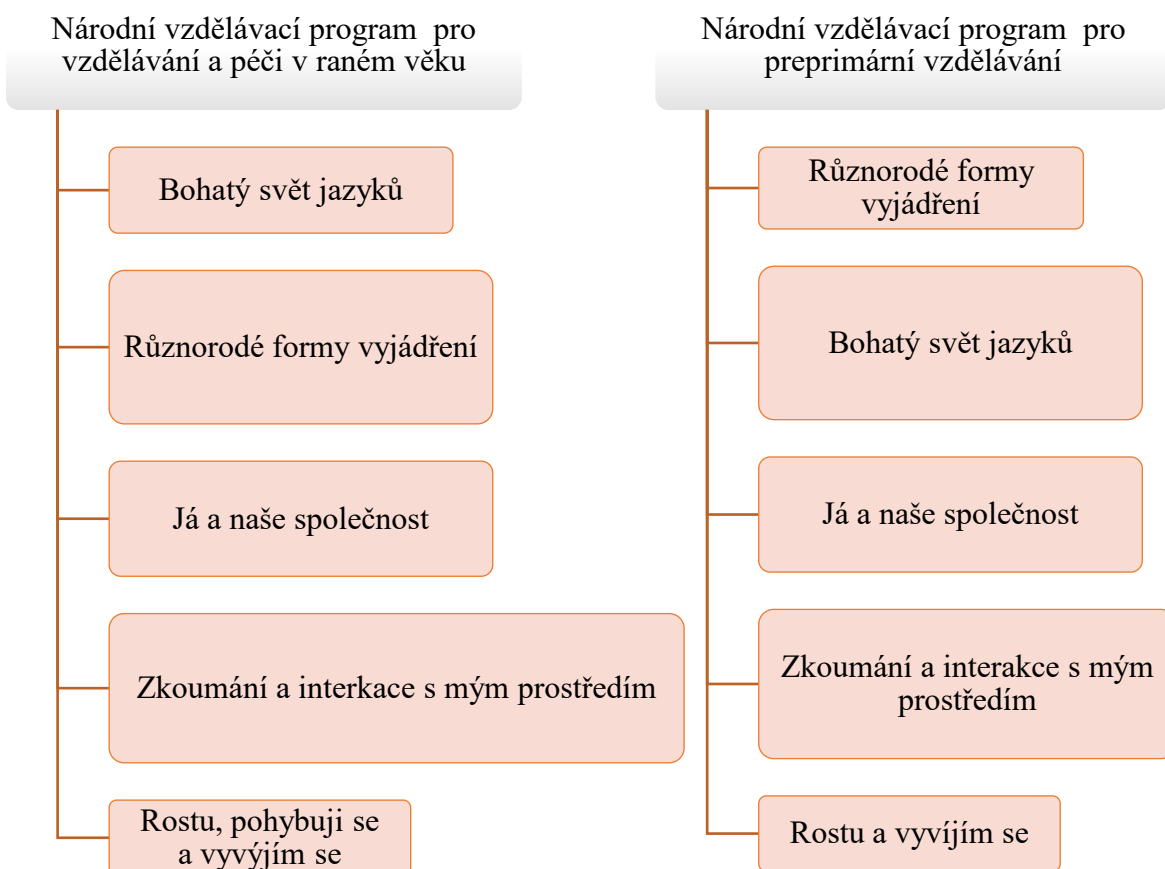 Národní vzdělávací program pro
vzdělávání a péči v raném věku
Bohatý svět jazyků
Různorodé formy vyjádření
Já a naše společnost
Zkoumání a interkace s mým prostředím
Rostu, pohybuji se
a vyvýjím se
Národní vzdělávací program pro
preprimární vzdělávání
Různorodé formy
vyjádření
Bohatý svět jazyků
Já a naše společnost
Zkoumání a interakce s mým
prostředím
Rostu a vyvíjím se